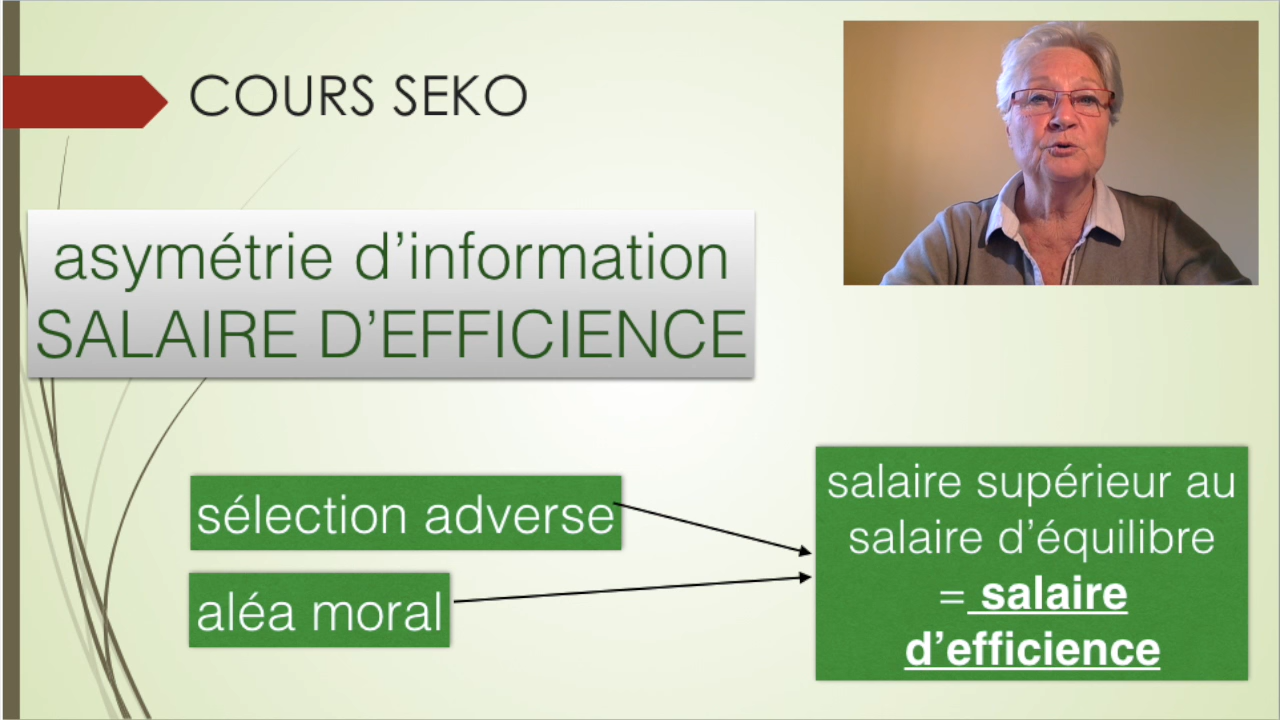 COURS SEKO
asymétrie d’information
SALAIRE D’EFFICIENCE
sélection adverse
aléa moral
salaire supérieur au
salaire d’équilibre
= salaire
d’efficience